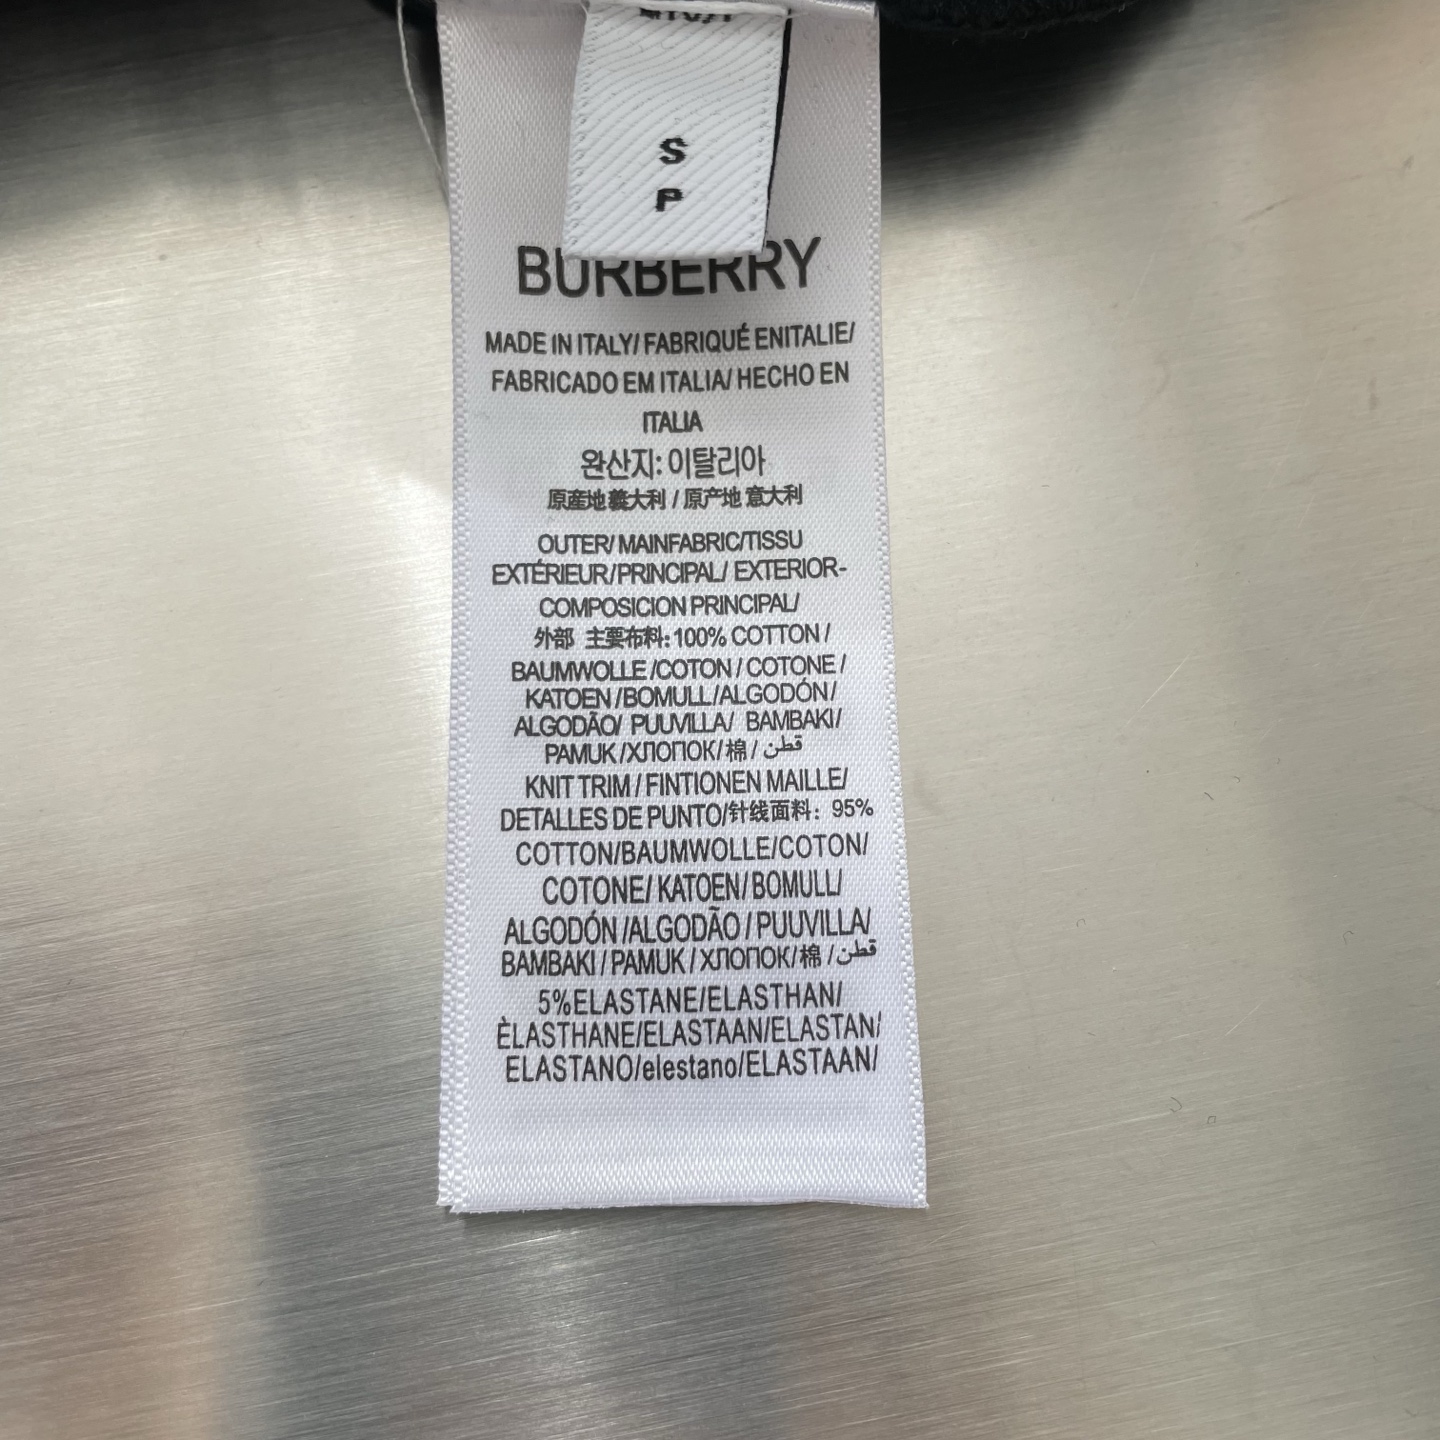 S
P
BURBERRY
MADE IN ITALY/ FABRIQUÉ ENITALIE/
FABRICADO EM ITALIA/ HECHO EN
ITALIA
완산지: 이탈리아
原産地 義大利 / 原产地 意大利
OUTER/ MAINFABRIC/TISSU
EXTÉRIEUR/PRINCIPAL/ EXTERIOR-
COMPOSICION PRINCIPAL/
外部 主要布料: 100% COTTON /
BAUMWOLLE /COTON / COTONE /
KATOEN /BOMULL/ALGODÓN/
ALGODÃO/ PUUVILLA/ BAMBAKI/
PAMUK /ХЛОПОК/ 棉 / قطن
KNIT TRIM / FINTIONEN MAILLE/
DETALLES DE PUNTO/针线面料: 95%
COTTON/BAUMWOLLE/COTON/
COTONE/ KATOEN/ BOMULL/
ALGODÓN /ALGODÃO / PUUVILLA/
BAMBAKI / PAMUK / ХЛОПОК/ 棉 / قطن
5%ELASTANE/ELASTHAN/
ÈLASTHANE/ELASTAAN/ELASTAN/
ELASTANO/elestano/ELASTAAN/